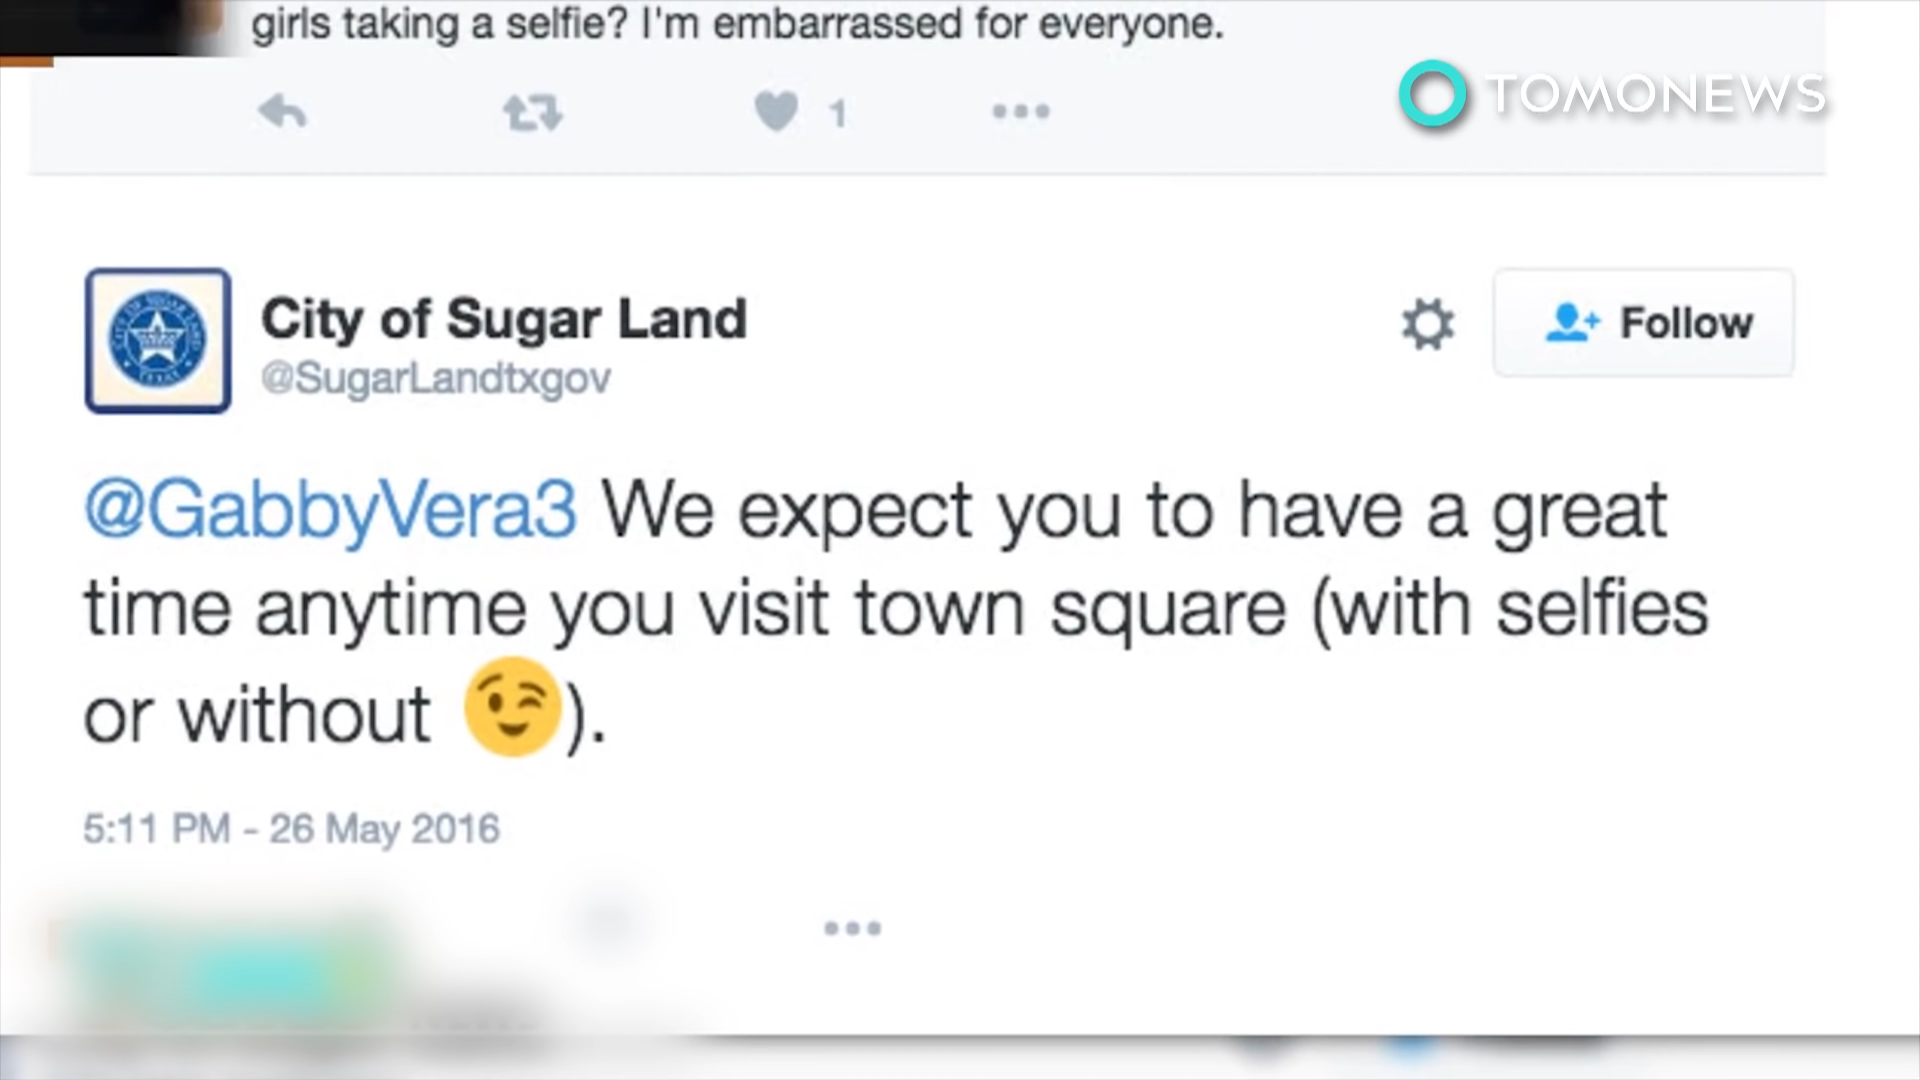 girls taking a selfie? I'm embarrassed for everyone.
1
TOMONEWS
City of Sugar Land
@SugarLandtxgov
Follow
@GabbyVera3 We expect you to have a great
time anytime you visit town square (with selfies
or without 😉).
5:11 PM - 26 May 2016